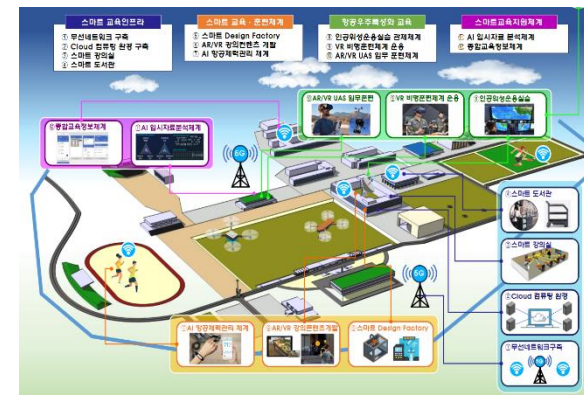 스마트 교육인프라
① 무선네트워크 구축
② Cloud 컴퓨팅 환경 구축
③ 스마트 강의실
④ 스마트 도서관
스마트 교육·훈련체계
⑤ 스마트 Design Factory
⑥ AR/VR 강의컨텐츠 개발
⑦ AI 항공체력관리 체계
항공우주특성화 교육
⑧ 인공위성운용실습 관제체계
⑨ VR 비행훈련체계 운용
⑩ AR/VR UAS 임무 훈련체계
스마트교육지원체계
⑪ AI 입시자료 분석체계
⑫ 종합교육정보체계
⑩AR/VR UAS 임무훈련
⑨VR 비행훈련체계 운용
⑧인공위성운용실습
⑫종합교육정보체계
⑪AI 입시자료분석체계
5G
④스마트 도서관
③스마트 강의실
5G
②Cloud 컴퓨팅 환경
⑦AI 항공체력관리 체계
⑥AR/VR 강의콘텐츠개발
⑤스마트 Design Factory
①무선네트워크구축
5G